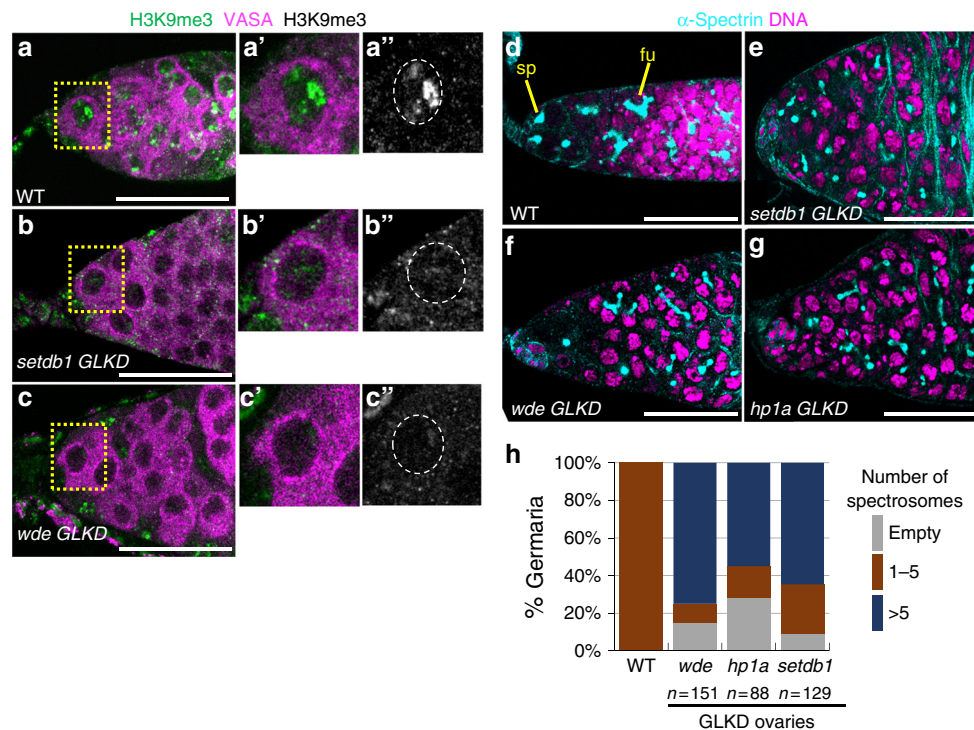 H3K9me3 VASA H3K9me3
a
a′
a″
WT
b
b′
b″
setdb1 GLKD
c
c′
c″
wde GLKD
α-Spectrin DNA
d
sp
fu
WT
e
setdb1 GLKD
f
wde GLKD
g
hp1a GLKD
h
% Germaria
100%
80%
60%
40%
20%
0%
WT
wde
hp1a
setdb1
n=151
n=88
n=129
GLKD ovaries
Number of
spectrosomes
Empty
1–5
>5